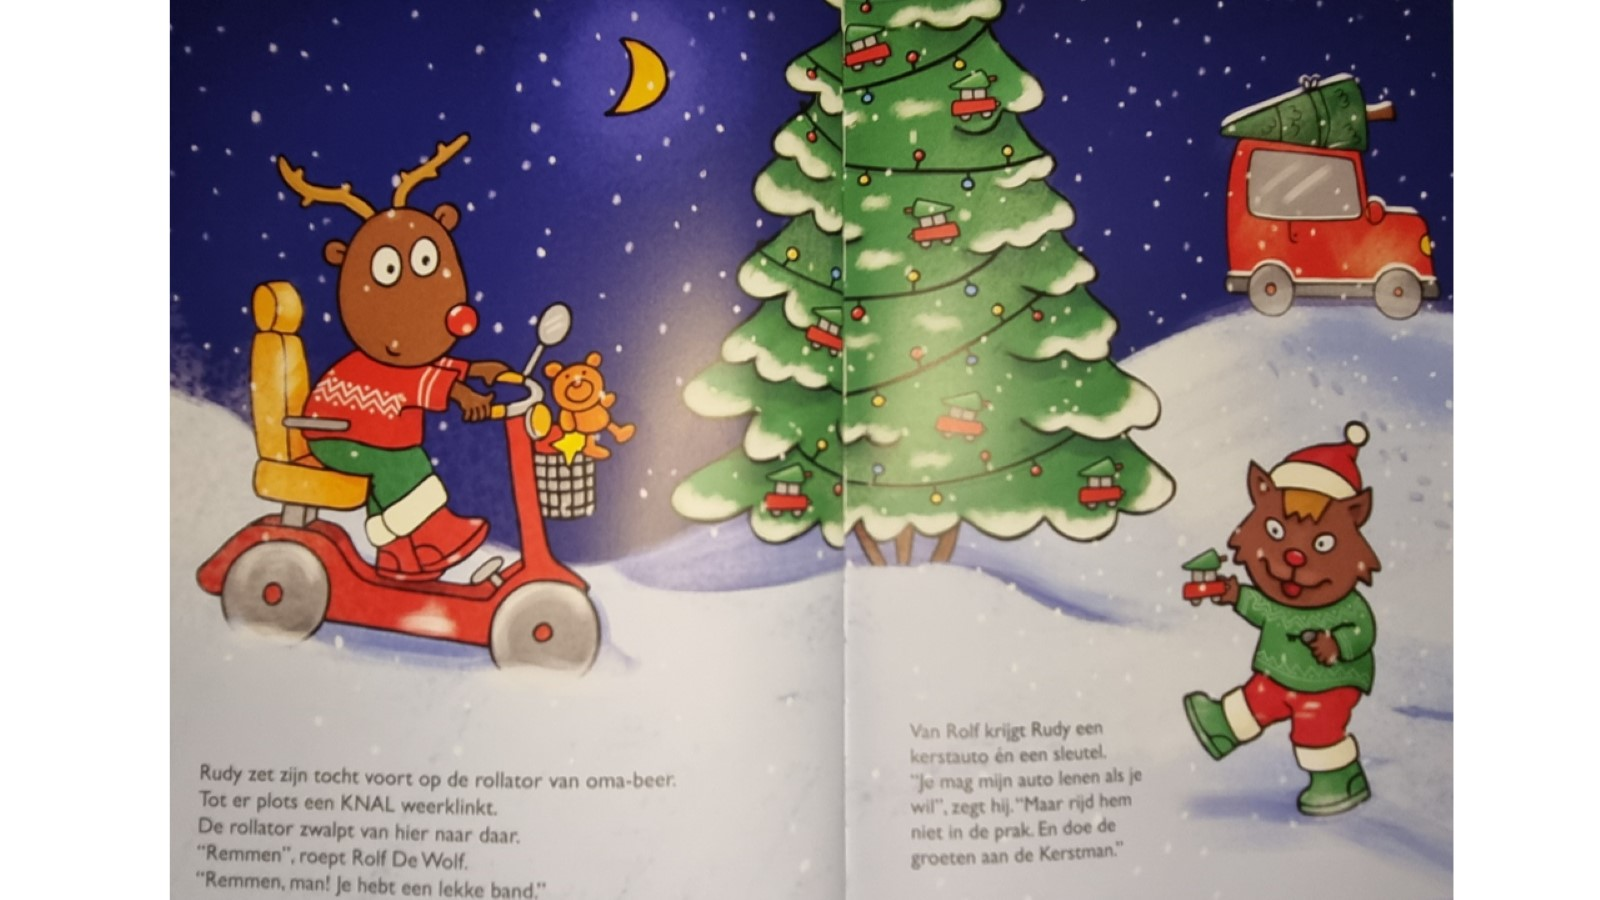 Rudy zet zijn tocht voort op de rollator van oma-beer.
Tot er plots een KNAL weerklinkt.
De rollator zwalpt van hier naar daar.
“Remmen”, roept Rolf De Wolf.
“Remmen, man! Je hebt een lekke band.”
Van Rolf krijgt Rudy een
kerstauto én een sleutel.
“Je mag mijn auto lenen als je
wil”, zegt hij. “Maar rijd hem
niet in de prak. En doe de
groeten aan de Kerstman.”